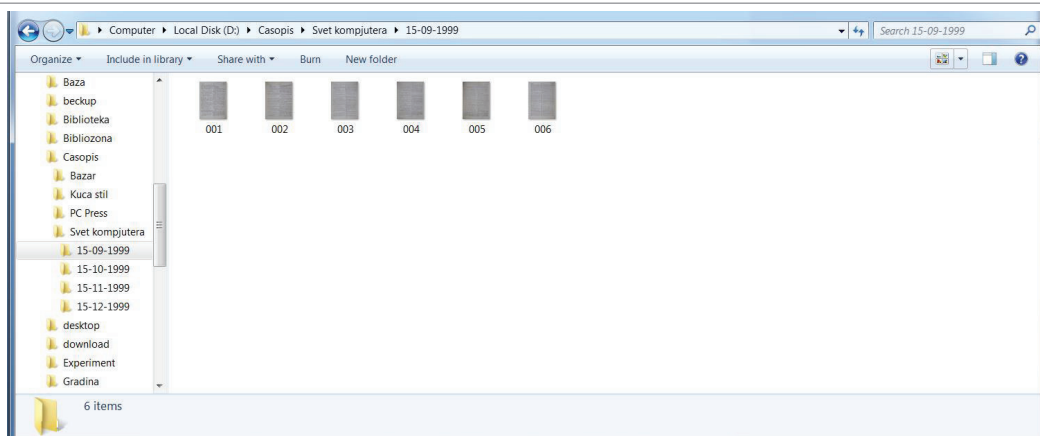 Computer ▸ Local Disk (D:) ▸ Casopis ▸ Svet kompjutera ▸ 15-09-1999
Search 15-09-1999
Organize Include in library Share with Burn New folder
Baza
beckup
Biblioteka
Bibliozona
Casopis
Bazar
Kuca stil
PC Press
Svet kompjutera
15-09-1999
15-10-1999
15-11-1999
15-12-1999
desktop
download
Experiment
Gradina
001 002 003 004 005 006
6 items